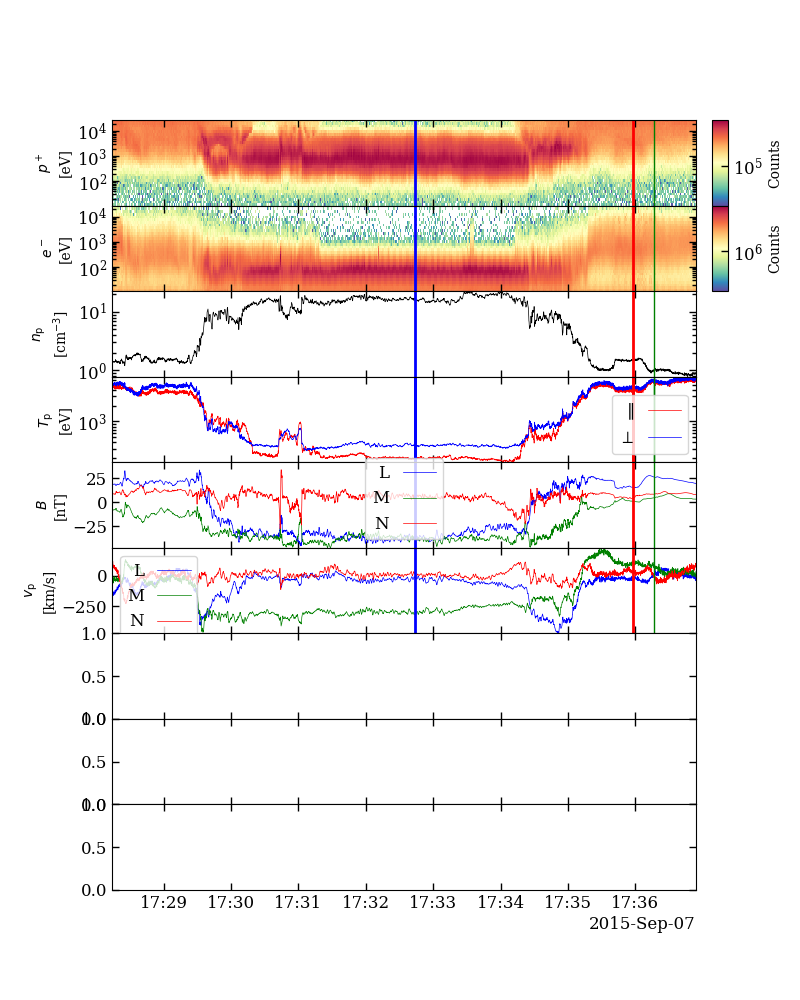 10⁴
10³
10²
p⁺
[eV]
10⁵
Counts
10⁴
10³
10²
e⁻
[eV]
10⁶
Counts
10¹
10⁰
nₚ
[cm⁻³]
10³
Tₚ
[eV]
∥
⊥
25
0
−25
B
[nT]
L
M
N
0
−250
vₚ
[km/s]
L
M
N
1.0
0.5
0.0
1.0
0.5
0.0
1.0
0.5
0.0
17:29 17:30 17:31 17:32 17:33 17:34 17:35 17:36
2015-Sep-07